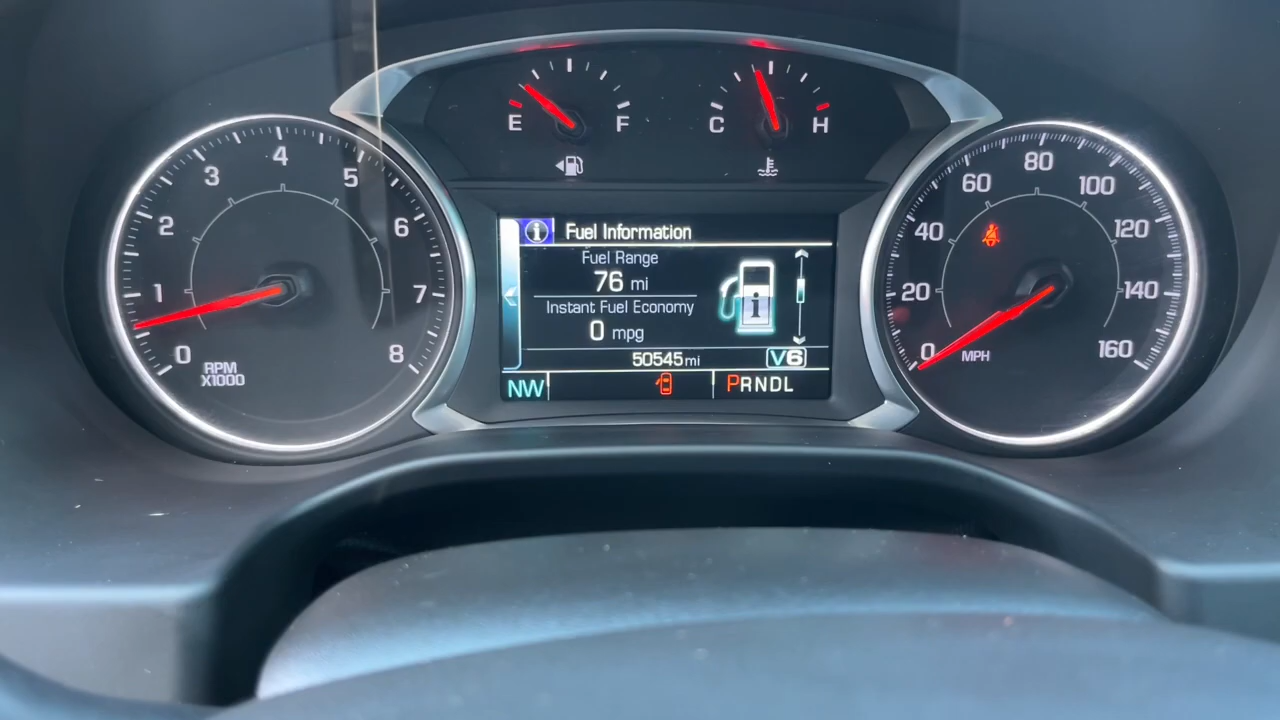 E F
C H
0 1 2 3 4 5 6 7 8
RPM
X1000
i Fuel Information
Fuel Range
76 mi
Instant Fuel Economy
0 mpg
i
50545 mi V6
NW PRNDL
0 20 40 60 80 100 120 140 160
MPH